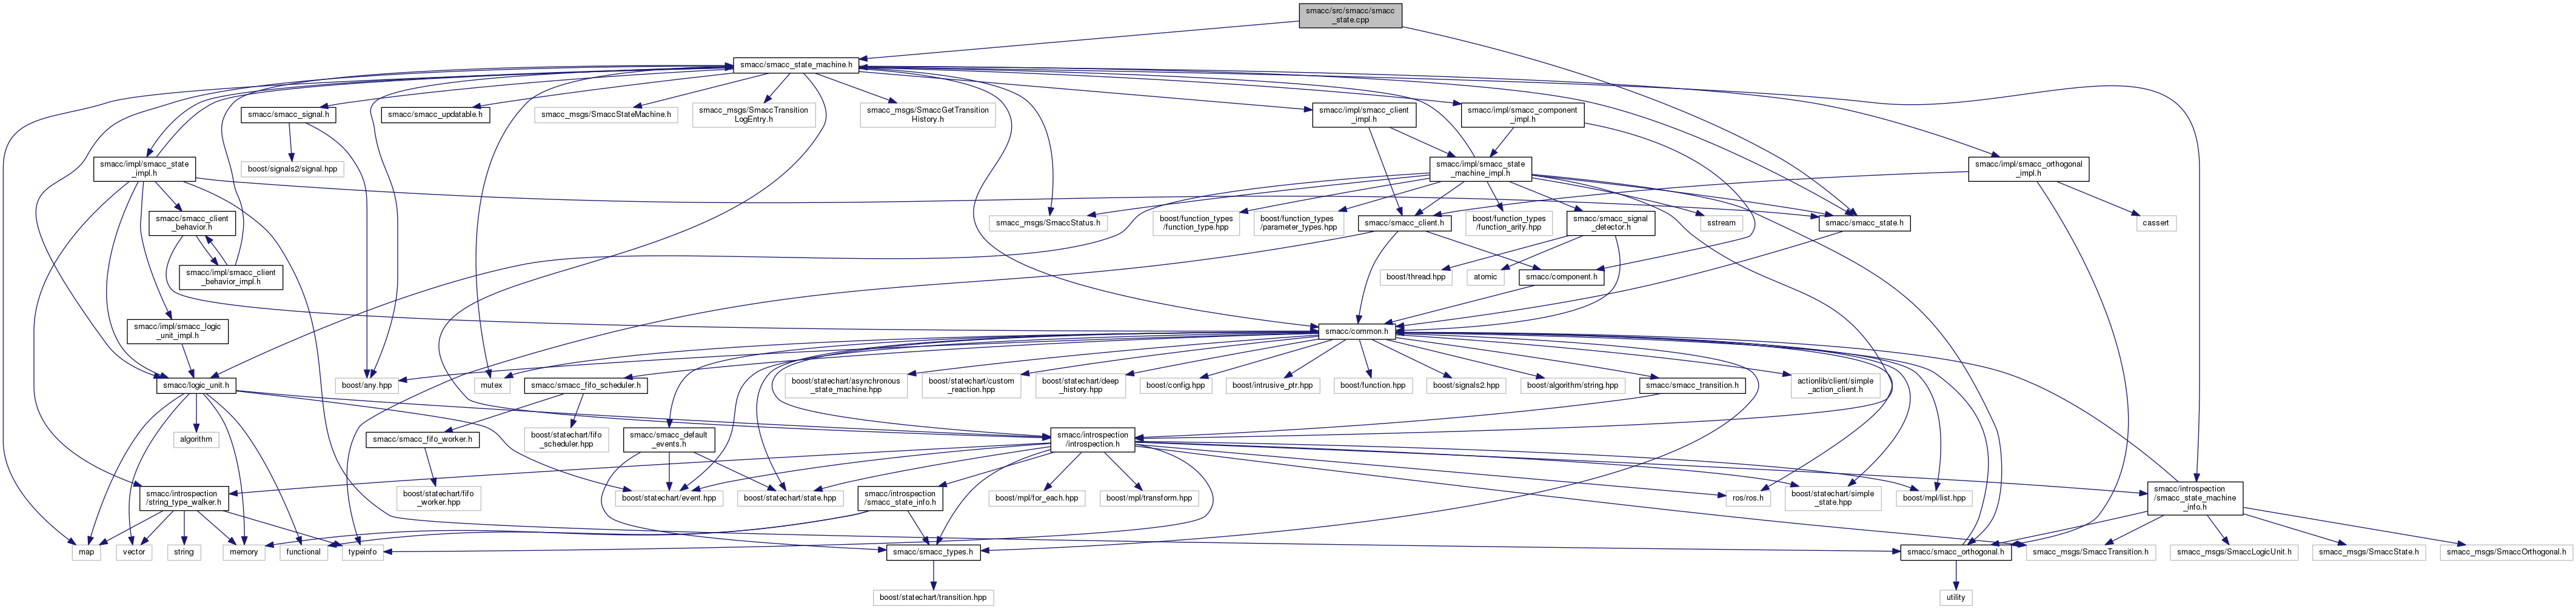 smacc/src/smacc/smacc
_state.cpp
smacc/smacc_state_machine.h
smacc/smacc_signal.h
smacc/smacc_updatable.h
smacc_msgs/SmaccStateMachine.h
smacc_msgs/SmaccTransition
LogEntry.h
smacc_msgs/SmaccGetTransition
History.h
smacc/impl/smacc_client
_impl.h
smacc/impl/smacc_component
_impl.h
smacc/impl/smacc_state
_impl.h
boost/signals2/signal.hpp
smacc/impl/smacc_state
_machine_impl.h
smacc/impl/smacc_orthogonal
_impl.h
smacc/smacc_client
_behavior.h
smacc_msgs/SmaccStatus.h
boost/function_types
/function_type.hpp
boost/function_types
/parameter_types.hpp
smacc/smacc_client.h
boost/function_types
/function_arity.hpp
smacc/smacc_signal
_detector.h
sstream
smacc/smacc_state.h
cassert
smacc/impl/smacc_client
_behavior_impl.h
boost/thread.hpp
atomic
smacc/component.h
smacc/impl/smacc_logic
_unit_impl.h
smacc/common.h
smacc/logic_unit.h
boost/any.hpp
mutex
smacc/smacc_fifo_scheduler.h
boost/statechart/asynchronous
_state_machine.hpp
boost/statechart/custom
_reaction.hpp
boost/statechart/deep
_history.hpp
boost/config.hpp
boost/intrusive_ptr.hpp
boost/function.hpp
boost/signals2.hpp
boost/algorithm/string.hpp
smacc/smacc_transition.h
actionlib/client/simple
_action_client.h
algorithm
smacc/smacc_fifo_worker.h
boost/statechart/fifo
_scheduler.hpp
smacc/smacc_default
_events.h
smacc/introspection
/introspection.h
smacc/introspection
/string_type_walker.h
boost/statechart/fifo
_worker.hpp
boost/statechart/event.hpp
boost/statechart/state.hpp
smacc/introspection
/smacc_state_info.h
boost/mpl/for_each.hpp
boost/mpl/transform.hpp
ros/ros.h
boost/statechart/simple
_state.hpp
boost/mpl/list.hpp
smacc/introspection
/smacc_state_machine
_info.h
map
vector
string
memory
functional
typeinfo
smacc/smacc_types.h
smacc/smacc_orthogonal.h
smacc_msgs/SmaccTransition.h
smacc_msgs/SmaccLogicUnit.h
smacc_msgs/SmaccState.h
smacc_msgs/SmaccOrthogonal.h
boost/statechart/transition.hpp
utility